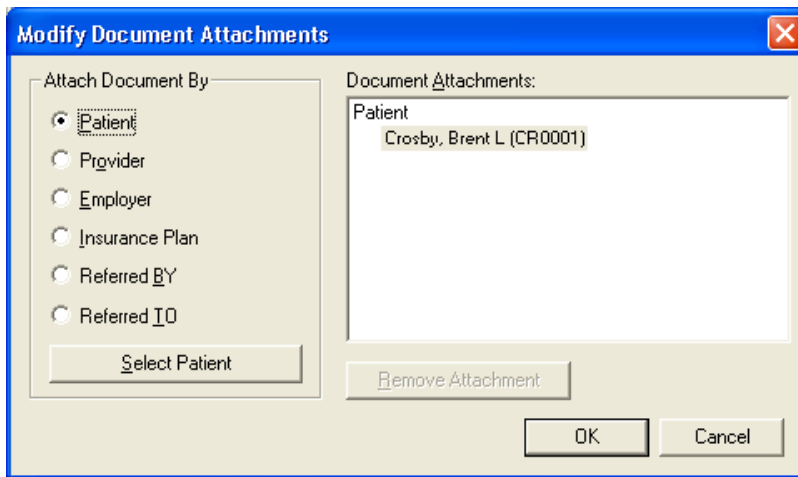 Modify Document Attachments
Attach Document By
Patient
Provider
Employer
Insurance Plan
Referred BY
Referred TO
Select Patient
Document Attachments:
Patient
Crosby, Brent L (CR0001)
Remove Attachment
OK
Cancel